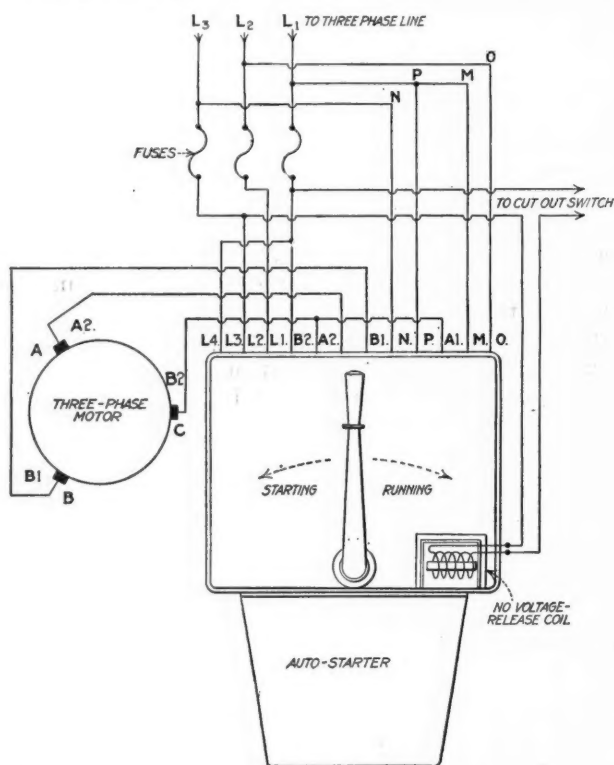 L3 L2 L1 TO THREE PHASE LINE
O
P M
N
FUSES
TO CUT OUT SWITCH
A2.
A
L4. L3. L2. L1. B2. A2. B1. N. P. A1. M. O.
B2
THREE-PHASE
MOTOR
C
B1
B
STARTING RUNNING
NO VOLTAGE-
RELEASE COIL
AUTO-STARTER